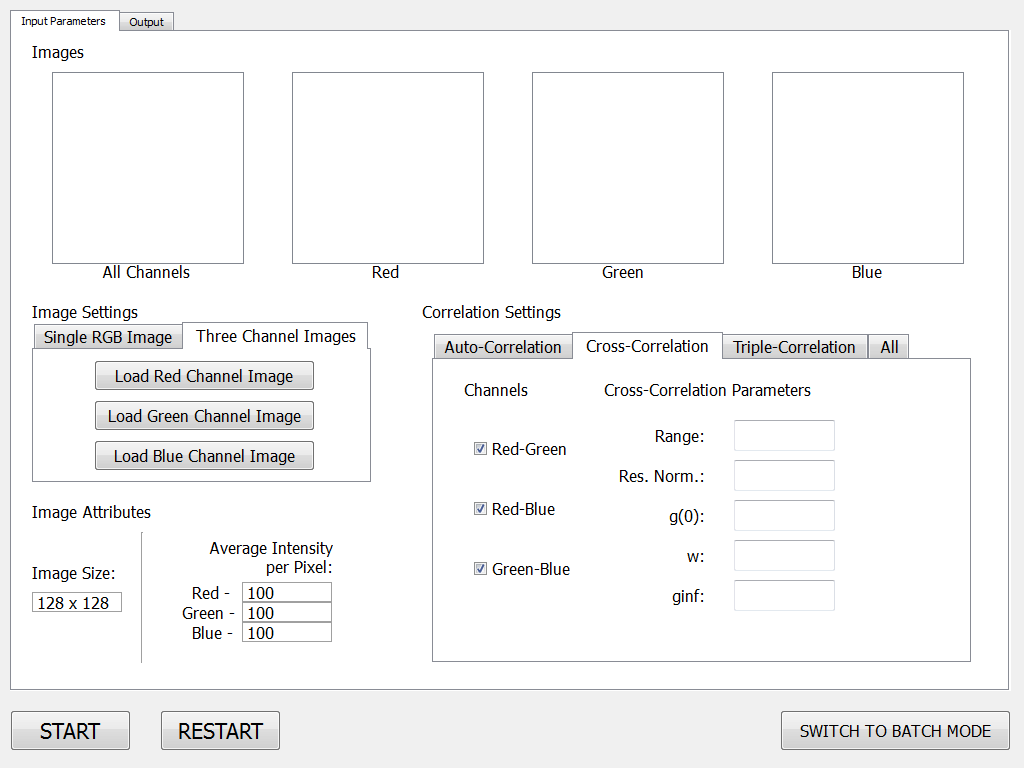 Input Parameters
Output
Images
All Channels
Red
Green
Blue
Image Settings
Single RGB Image
Three Channel Images
Load Red Channel Image
Load Green Channel Image
Load Blue Channel Image
Correlation Settings
Auto-Correlation
Cross-Correlation
Triple-Correlation
All
Channels
Red-Green
Red-Blue
Green-Blue
Cross-Correlation Parameters
Range:
Res. Norm.:
g(0):
w:
ginf:
Image Attributes
Image Size:
128 x 128
Average Intensity
per Pixel:
Red - 100
Green - 100
Blue - 100
START
RESTART
SWITCH TO BATCH MODE